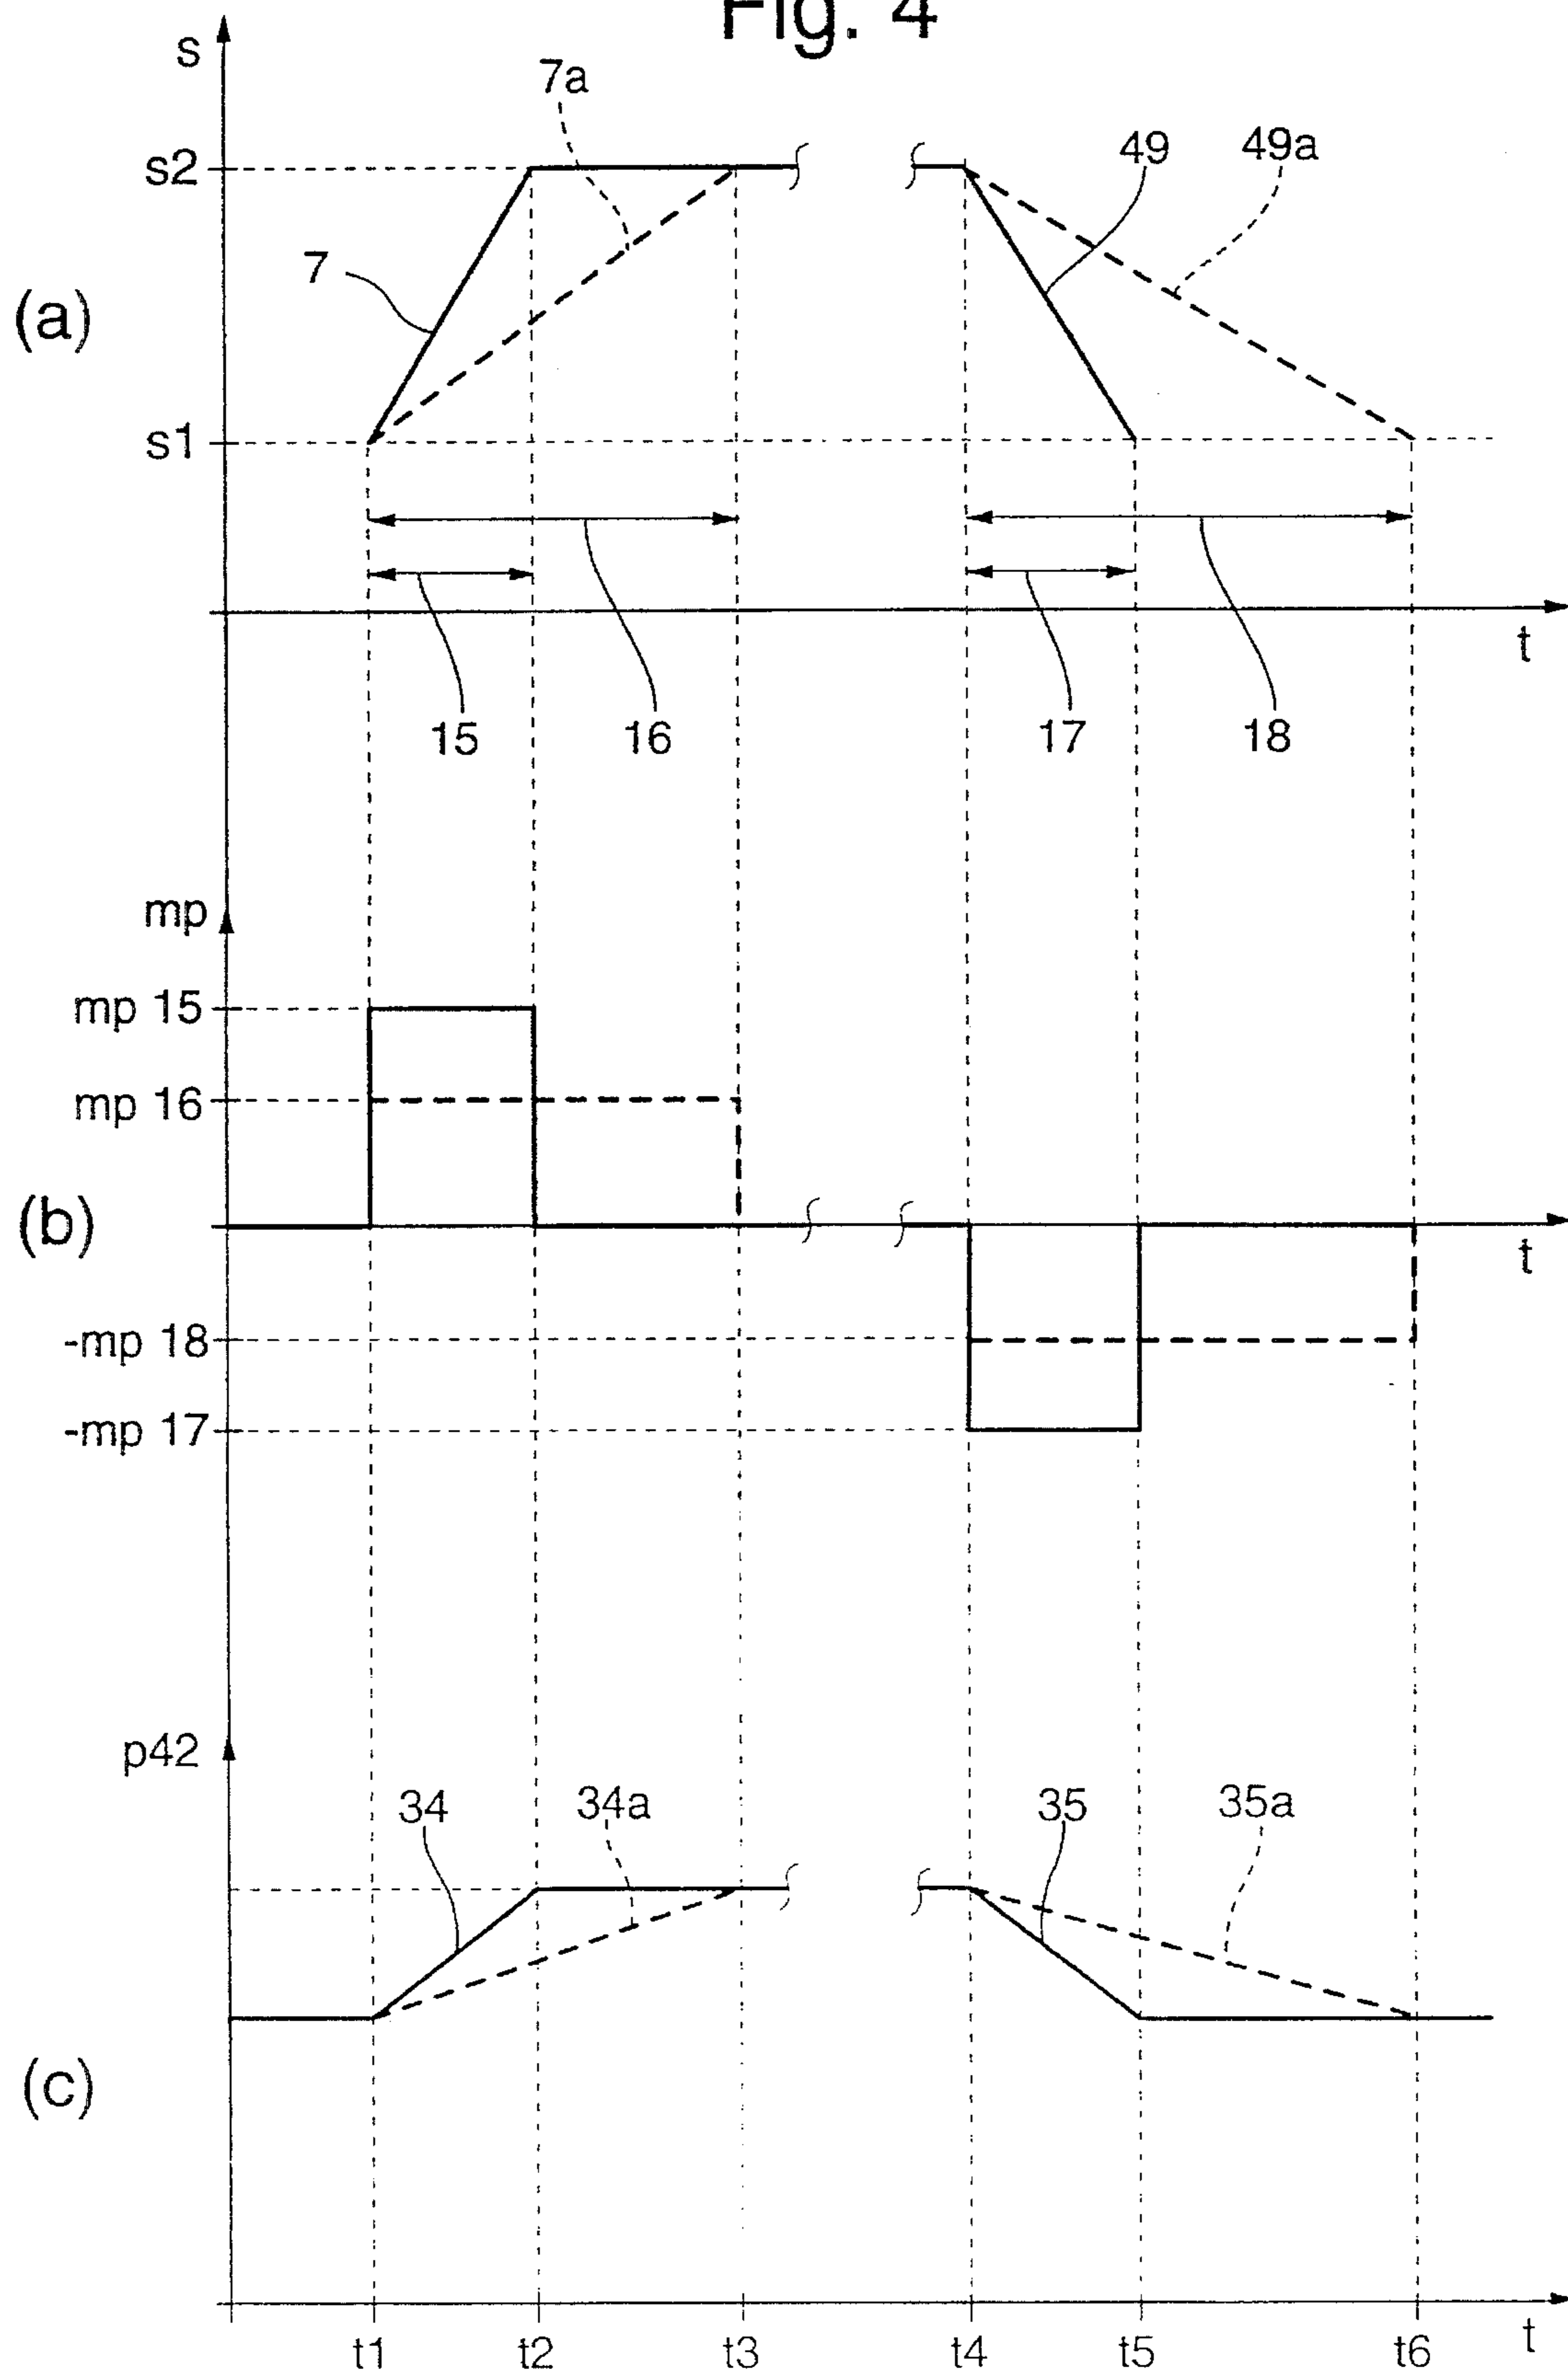 Fig. 4
s
7a
s2
49
49a
7
(a)
s1
t
15
16
17
18
mp
mp 15
mp 16
(b)
t
-mp 18
-mp 17
p42
34
34a
35
35a
(c)
t1
t2
t3
t4
t5
t6
t